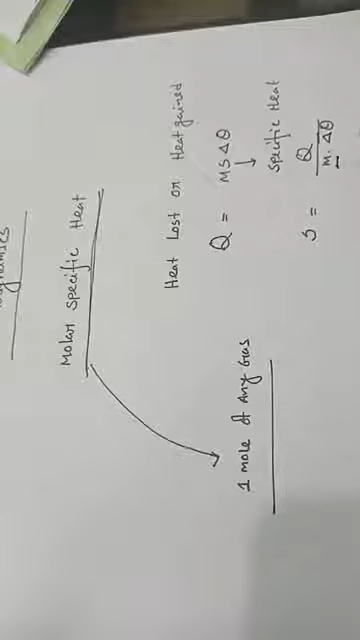 Molar Specific Heat
1 mole of Any Gas
Heat Lost or Heat gained
Q = MSΔθ
↓
Specific Heat
S = Q / M. Δθ